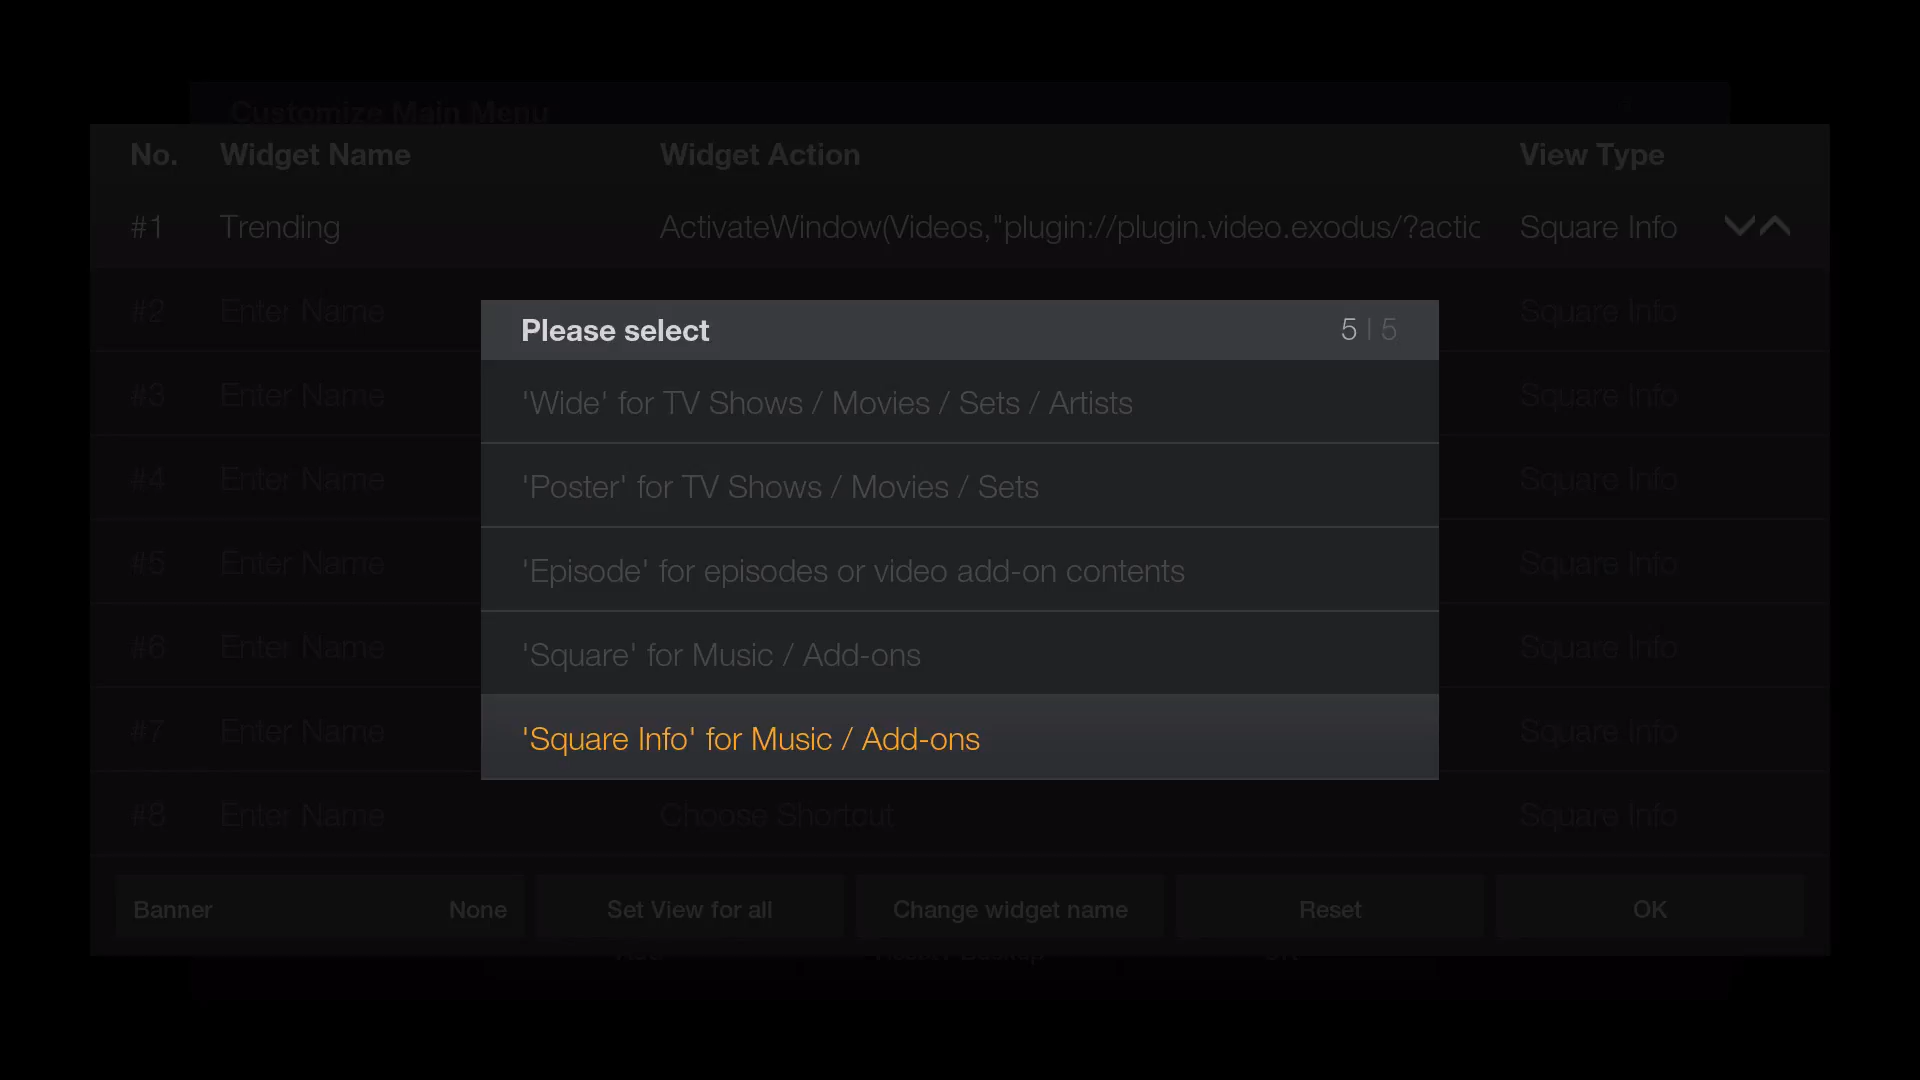 Customize Main Menu
No. Widget Name Widget Action View Type
#1 Trending ActivateWindow(Videos,"plugin://plugin.video.exodus/?actic Square Info
#2 Enter Name Square Info
Please select 5 | 5
#3 Enter Name Square Info
'Wide' for TV Shows / Movies / Sets / Artists
#4 Enter Name Square Info
'Poster' for TV Shows / Movies / Sets
#5 Enter Name Square Info
'Episode' for episodes or video add-on contents
#6 Enter Name Square Info
'Square' for Music / Add-ons
#7 Enter Name Square Info
'Square Info' for Music / Add-ons
#8 Enter Name Choose Shortcut Square Info
Banner None Set View for all Change widget name Reset OK